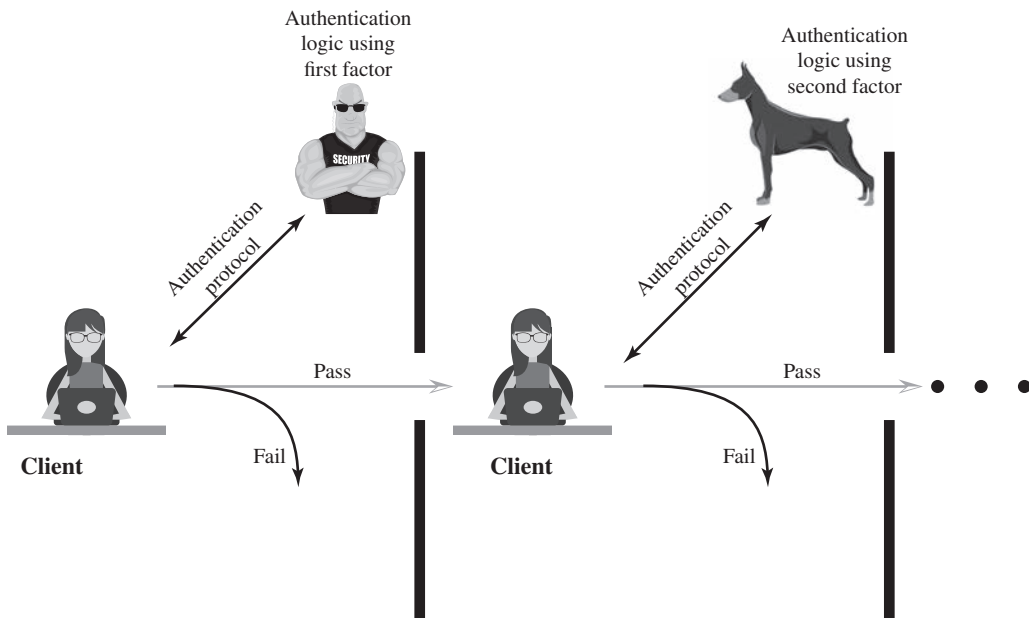 Authentication
logic using
first factor
SECURITY
Authentication
protocol
Pass
Fail
Client
Authentication
logic using
second factor
Authentication
protocol
Pass
Fail
Client